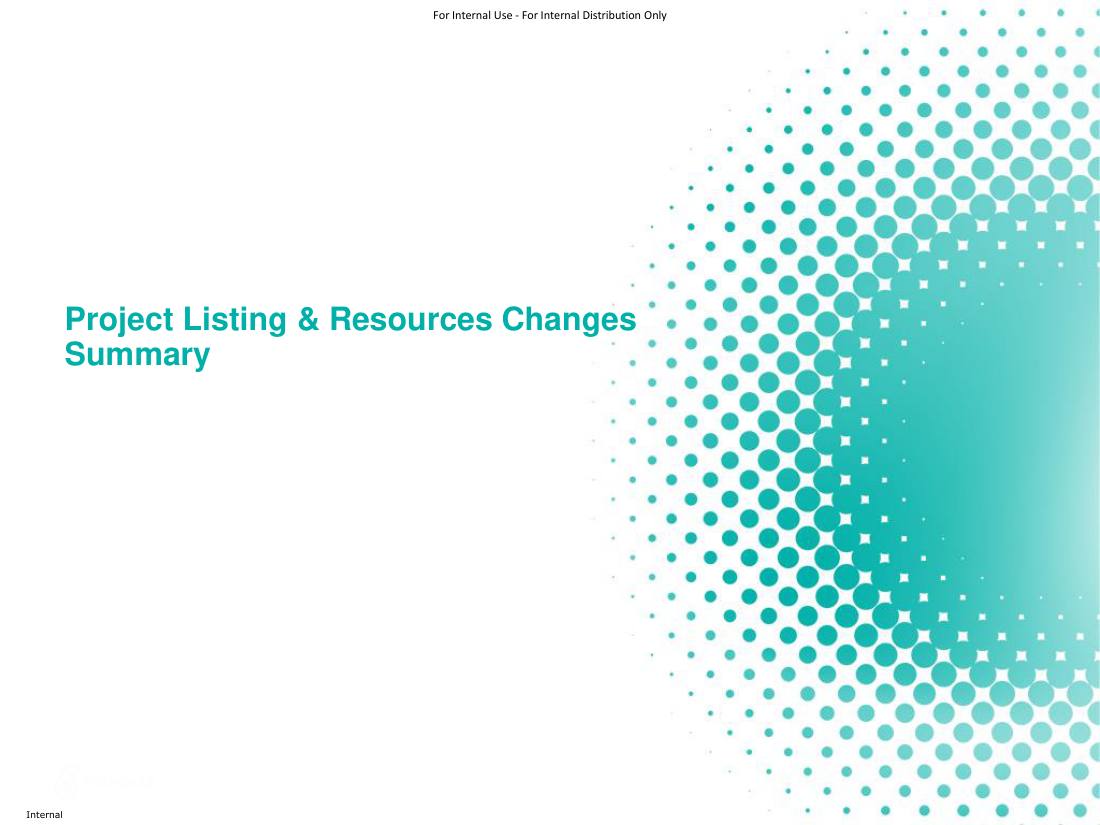 For Internal Use - For Internal Distribution Only
Project Listing & Resources Changes
Summary
Internal